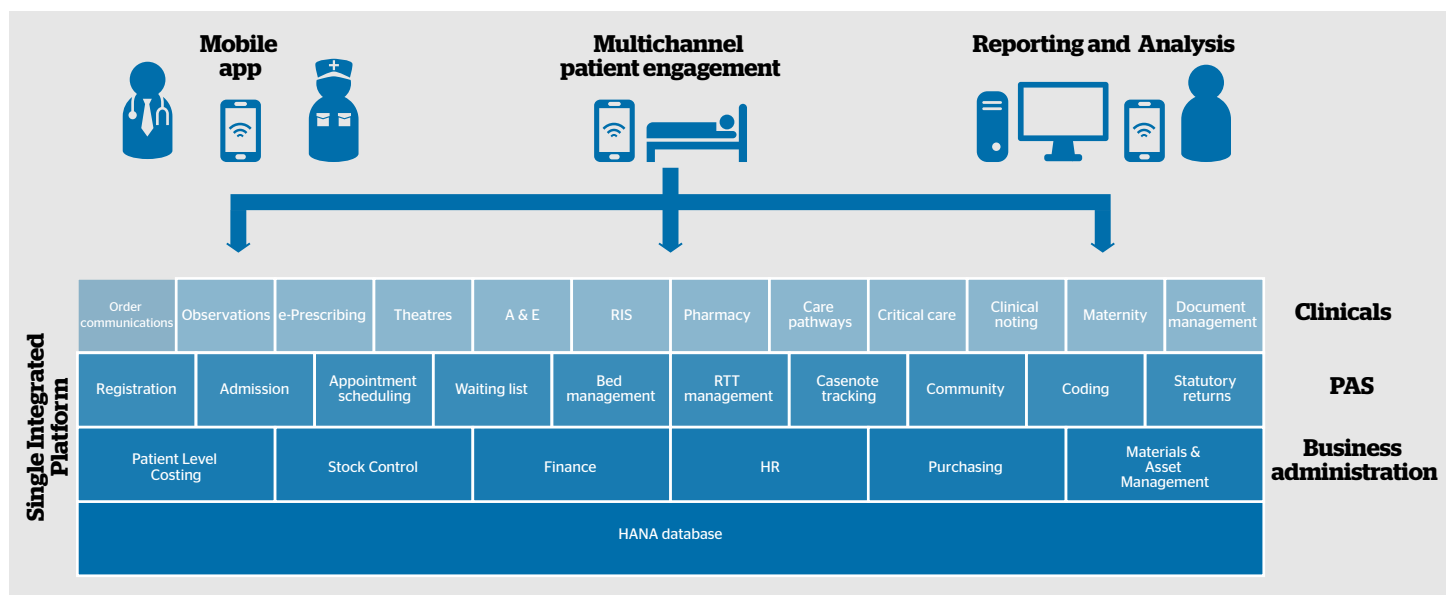 Mobile
app
Multichannel
patient engagement
Reporting and Analysis
Order
communications
Observations
e-Prescribing
Theatres
A & E
RIS
Pharmacy
Care
pathways
Critical care
Clinical
noting
Maternity
Document
management
Clinicals
Registration
Admission
Appointment
scheduling
Waiting list
Bed
management
RTT
management
Casenote
tracking
Community
Coding
Statutory
returns
PAS
Patient Level
Costing
Stock Control
Finance
HR
Purchasing
Materials &
Asset
Management
Business
administration
HANA database
Single Integrated
Platform